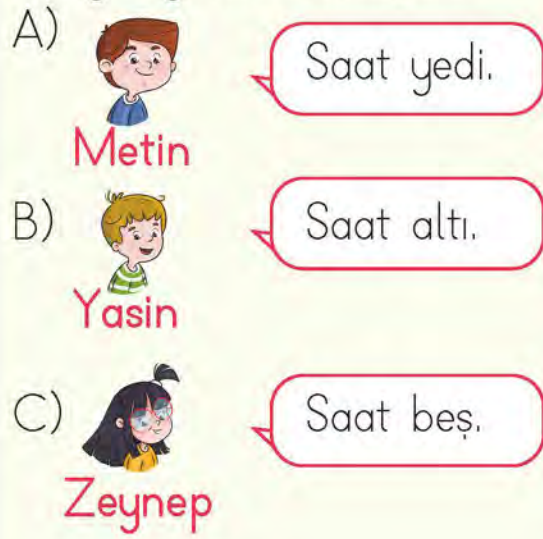 A)
Saat yedi.
Metin
B)
Saat altı.
Yasin
C)
Saat beş.
Zeynep